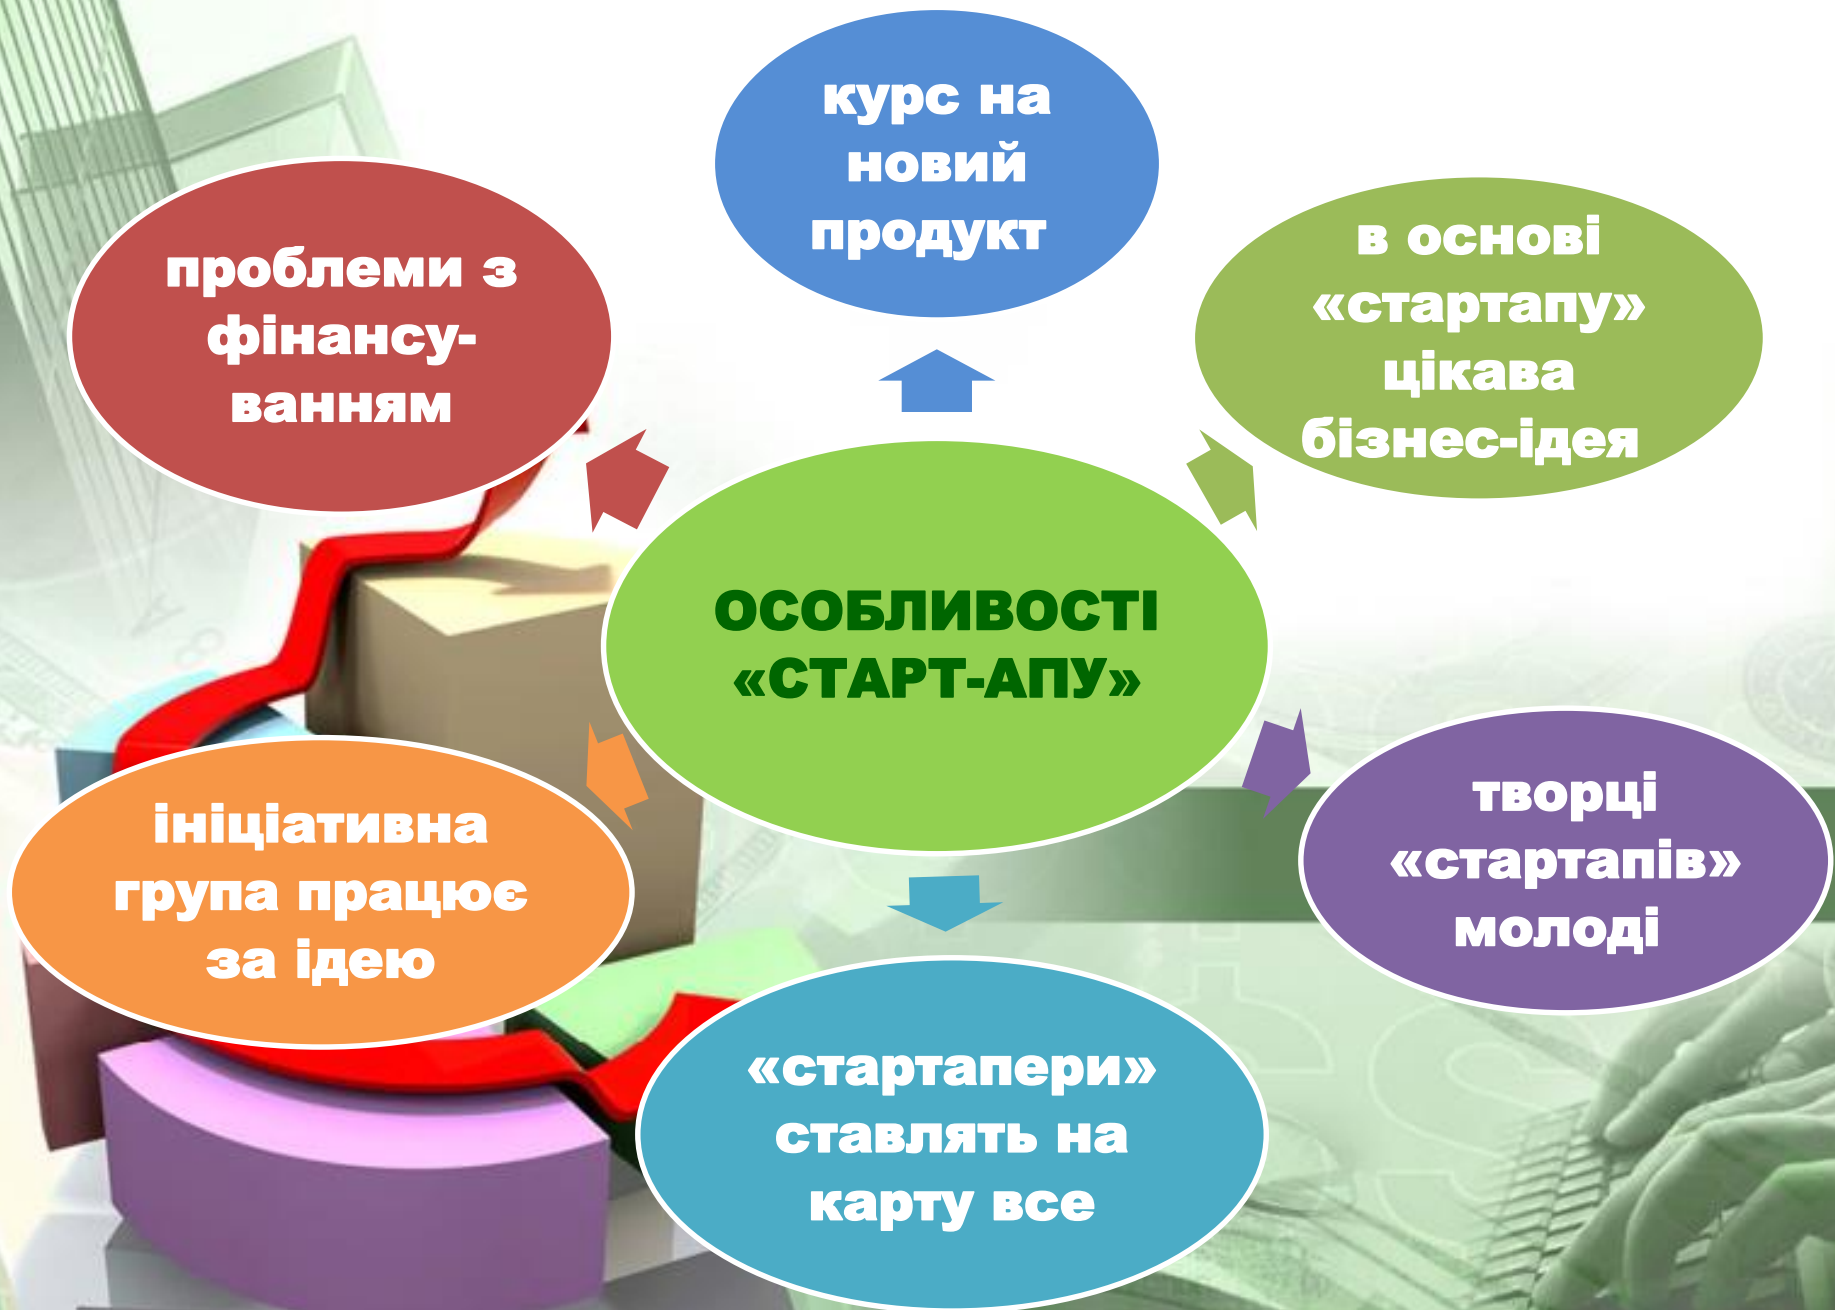 курс на
новий
продукт
в основі
«стартапу»
цікава
бізнес-ідея
творці
«стартапів»
молоді
«стартапери»
ставлять на
карту все
ініціативна
група працює
за ідею
проблеми з
фінансу-
ванням
ОСОБЛИВОСТІ
«СТАРТ-АПУ»